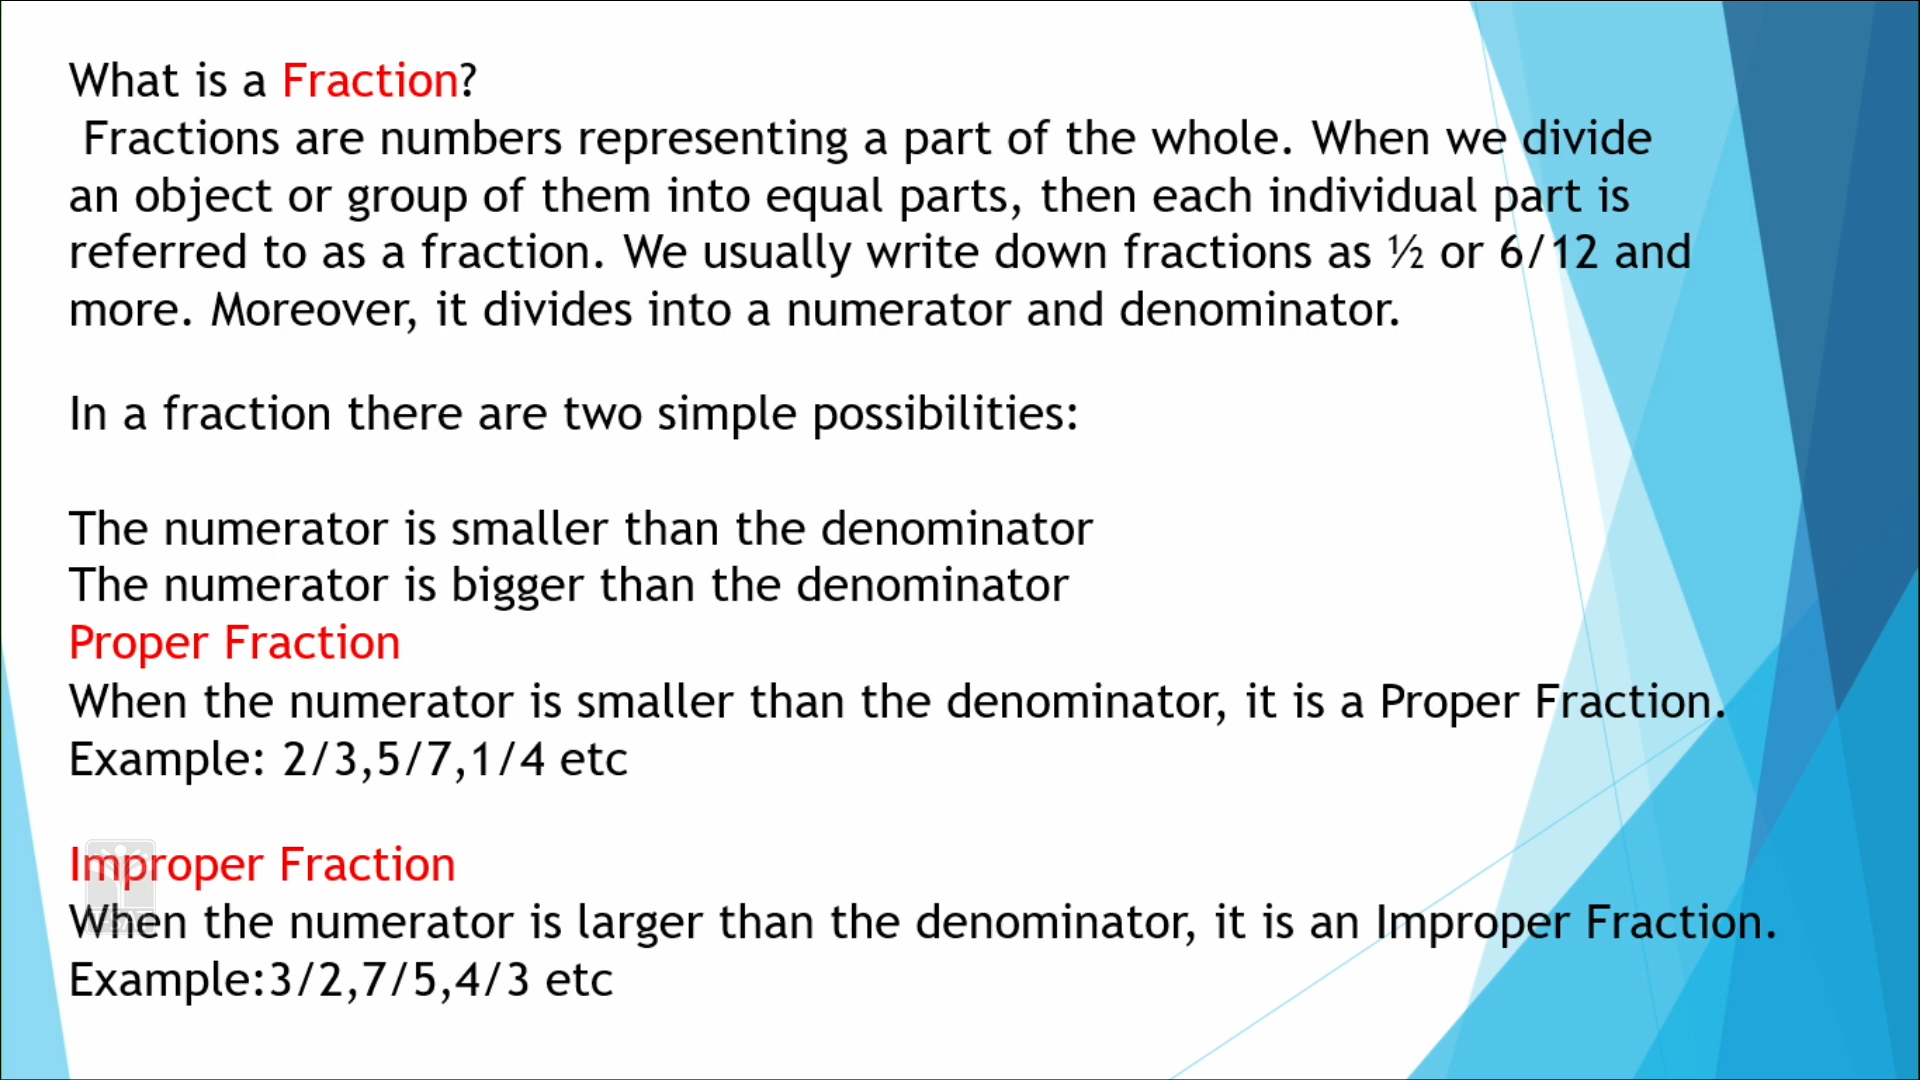 What is a Fraction?
Fractions are numbers representing a part of the whole. When we divide
an object or group of them into equal parts, then each individual part is
referred to as a fraction. We usually write down fractions as ½ or 6/12 and
more. Moreover, it divides into a numerator and denominator.
In a fraction there are two simple possibilities:
The numerator is smaller than the denominator
The numerator is bigger than the denominator
Proper Fraction
When the numerator is smaller than the denominator, it is a Proper Fraction.
Example: 2/3,5/7,1/4 etc
Improper Fraction
When the numerator is larger than the denominator, it is an Improper Fraction.
Example:3/2,7/5,4/3 etc